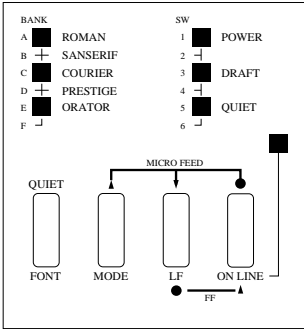 BANK SW
A ROMAN 1 POWER
B SANSERIF 2
C COURIER 3 DRAFT
D PRESTIGE 4
E ORATOR 5 QUIET
F 6
MICRO FEED
QUIET
FONT MODE LF ON LINE
FF